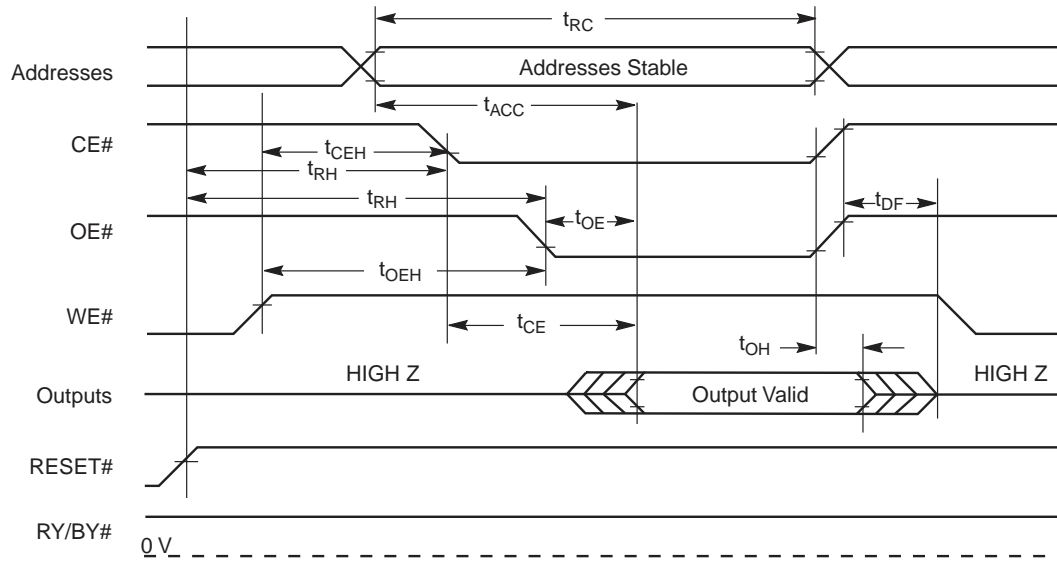 tRC
Addresses
Addresses Stable
tACC
CE#
tCEH
tRH
tRH
OE#
tOE
tDF
tOEH
WE#
tCE
tOH
HIGH Z
HIGH Z
Outputs
Output Valid
RESET#
RY/BY#
0 V